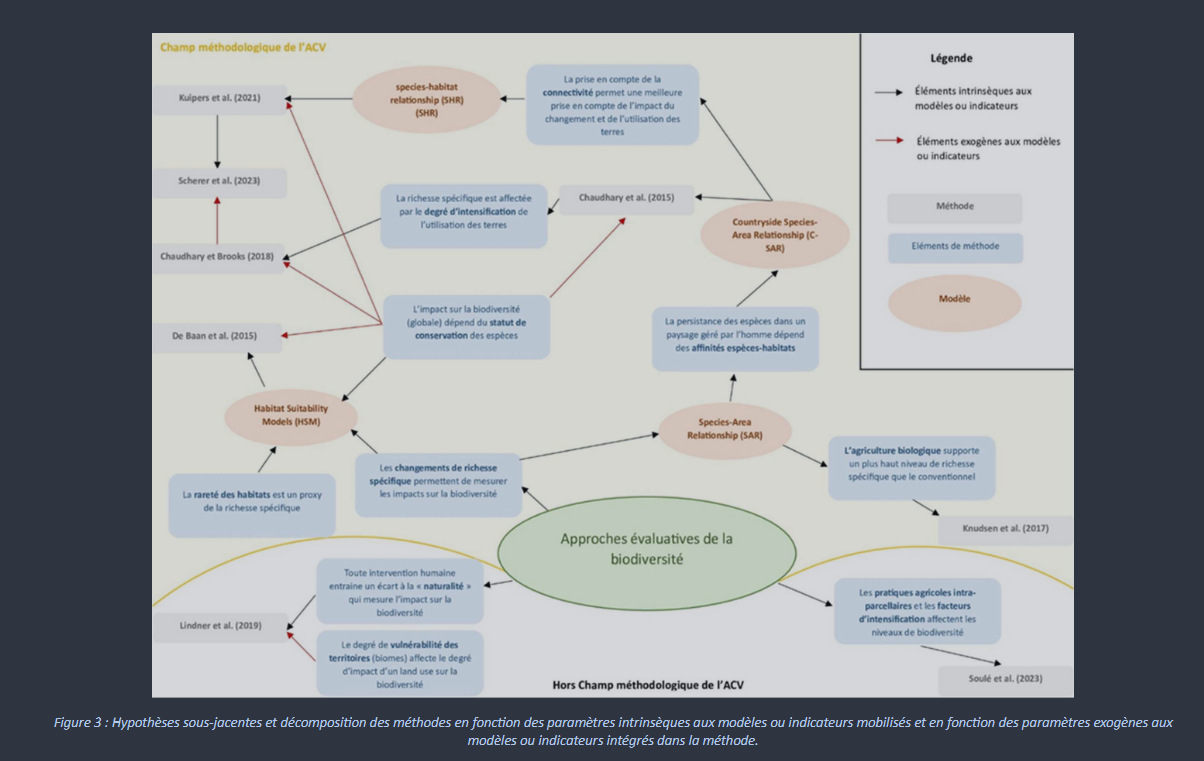 Champ méthodologique de l'ACV
Légende
Éléments intrinsèques aux
modèles ou indicateurs
Éléments exogènes aux modèles
ou indicateurs
Méthode
Eléments de méthode
Modèle
Kuipers et al. (2021)
species-habitat
relationship (SHR)
(SHR)
La prise en compte de la
connectivité permet une meilleure
prise en compte de l'impact du
changement et de l'utilisation des
terres
Scherer et al. (2023)
La richesse spécifique est affectée
par le degré d'intensification de
l'utilisation des terres
Chaudhary et al. (2015)
Countryside Species-
Area Relationship (C-
SAR)
Chaudhary et Brooks (2018)
L'impact sur la biodiversité
(globale) dépend du statut de
conservation des espèces
La persistance des espèces dans un
paysage géré par l'homme dépend
des affinités espèces-habitats
De Baan et al. (2015)
Habitat Suitability
Models (HSM)
Species-Area
Relationship (SAR)
Les changements de richesse
spécifique permettent de mesurer
les impacts sur la biodiversité
L'agriculture biologique supporte
un plus haut niveau de richesse
spécifique que le conventionnel
La rareté des habitats est un proxy
de la richesse spécifique
Knudsen et al. (2017)
Approches évaluatives de la
biodiversité
Toute intervention humaine
entraine un écart à la « naturalité »
qui mesure l'impact sur la
biodiversité
Les pratiques agricoles intra-
parcellaires et les facteurs
d'intensification affectent les
niveaux de biodiversité
Lindner et al. (2019)
Le degré de vulnérabilité des
territoires (biomes) affecte le degré
d'impact d'un land use sur la
biodiversité
Soulé et al. (2023)
Hors Champ méthodologique de l'ACV
Figure 3 : Hypothèses sous-jacentes et décomposition des méthodes en fonction des paramètres intrinsèques aux modèles ou indicateurs mobilisés et en fonction des paramètres exogènes aux
modèles ou indicateurs intégrés dans la méthode.